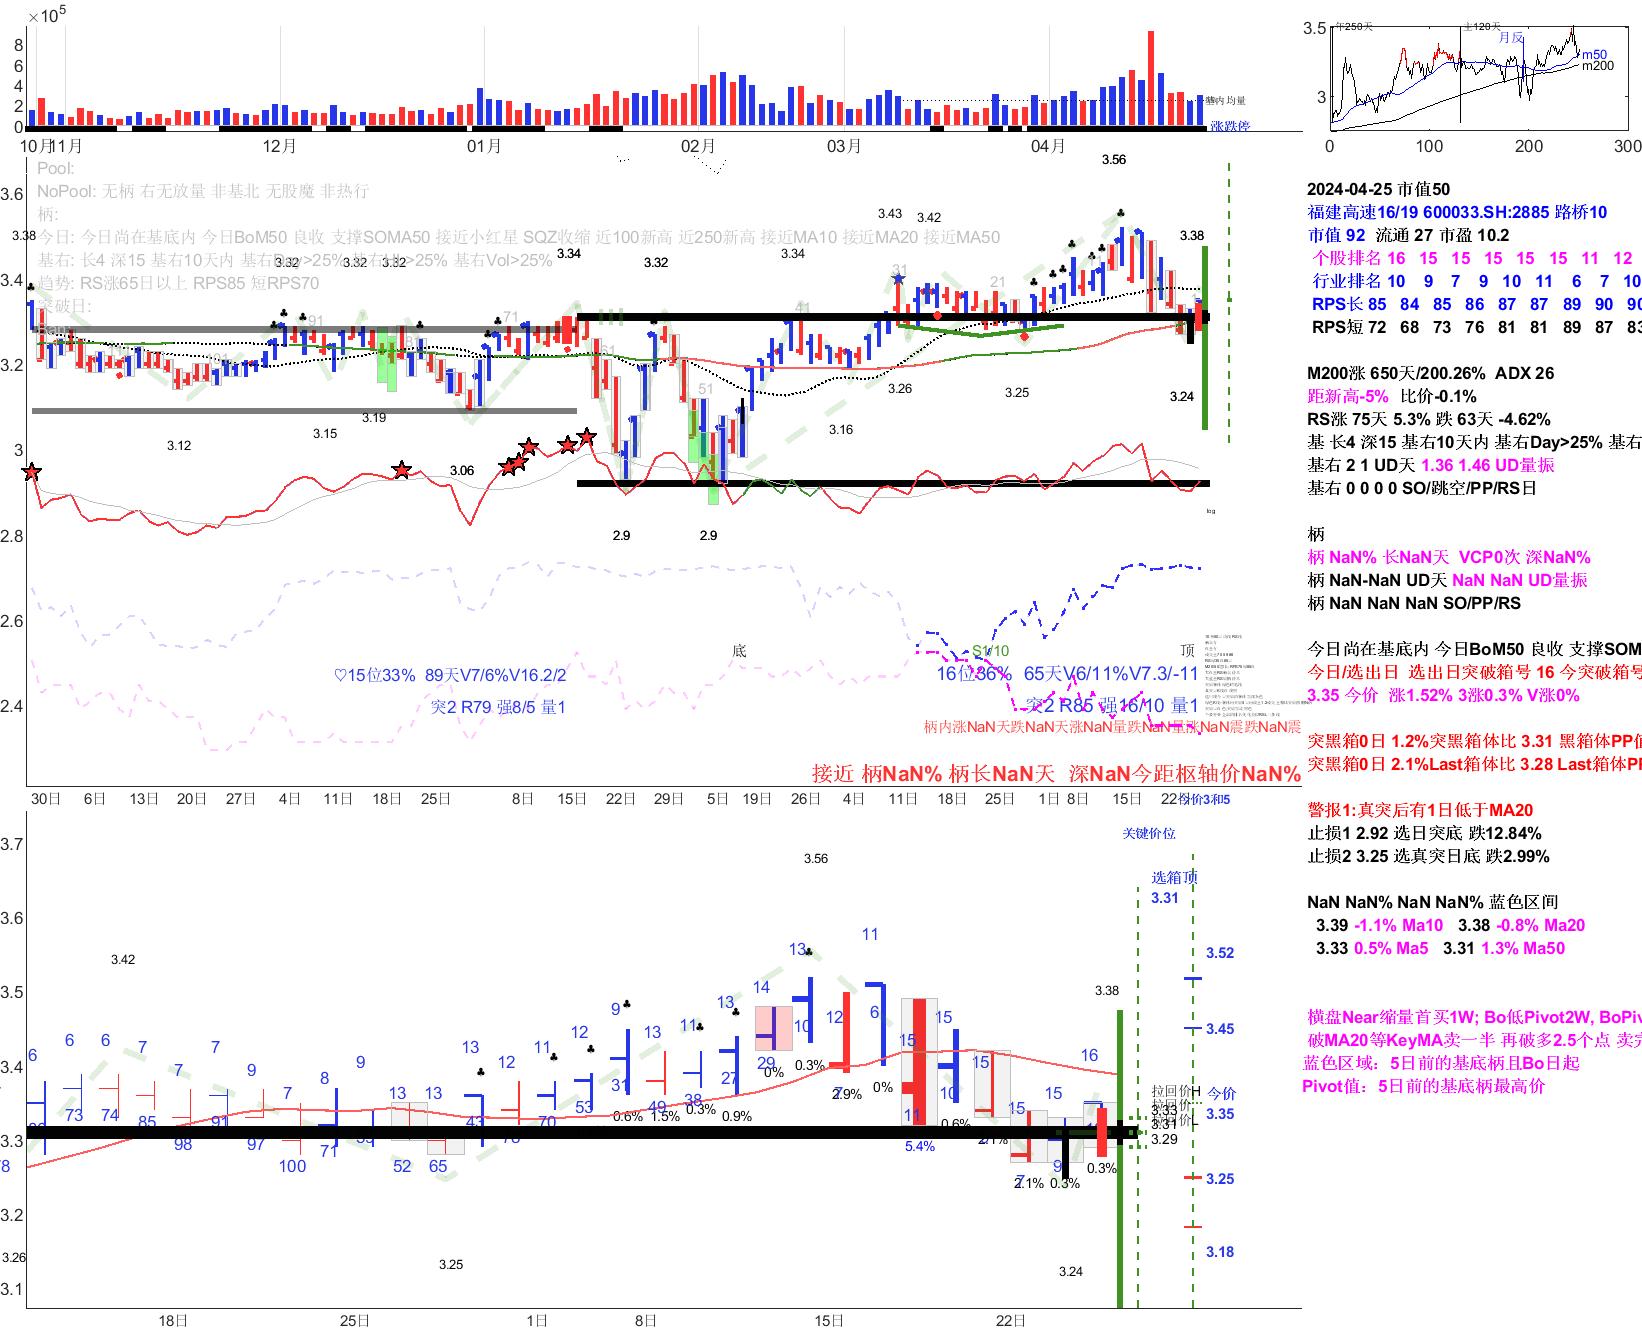 ×10⁵
8
6
4
2
0
基内均量
涨跌停
10月 11月 12月 01月 02月 03月 04月
3.5
3
年250天 主120天
月反
m50
m200
0 100 200 300
Pool:
NoPool: 无柄 右无放量 非基北 无股魔 非热行
柄:
今日: 今日尚在基底内 今日BoM50 良收 支撑SOMA50 接近小红星 SQZ收缩 近100新高 近250新高 接近MA10 接近MA20 接近MA50
基右: 长4 深15 基右10天内 基右Day>25% 基右Up>25% 基右Vol>25%
趋势: RS涨65日以上 RPS85 短RPS70
突破日:
3.6
3.4
3.2
3
2.8
2.6
2.4
3.38 3.32 3.32 3.32 3.34 3.32 3.34 3.43 3.42 3.56 3.38
91 71 61 51 41 31 21
3.12 3.15 3.19 3.06 2.9 2.9 3.16 3.26 3.25 3.24
log
底
S1/10
顶
♡15位33% 89天V7/6%V16.2/2
突2 R79 强8/5 量1
16位36% 65天V6/11%V7.3/-11
突2 R85 强16/10 量1
柄内涨NaN天跌NaN天涨NaN量跌NaN量涨NaN震跌NaN震
接近 柄NaN% 柄长NaN天 深NaN今距枢轴价NaN%
30日 6日 13日 20日 27日 4日 11日 18日 25日 8日 15日 22日 29日 5日 19日 26日 4日 11日 18日 25日 1日 8日 15日 22日
今价3和5
2024-04-25 市值50
福建高速16/19 600033.SH:2885 路桥10
市值 92 流通 27 市盈 10.2
个股排名 16 15 15 15 15 15 11 12
行业排名 10 9 7 9 10 11 6 7 10
RPS长 85 84 85 86 87 87 89 90 90
RPS短 72 68 73 76 81 81 89 87 83
M200涨 650天/200.26% ADX 26
距新高-5% 比价-0.1%
RS涨 75天 5.3% 跌 63天 -4.62%
基 长4 深15 基右10天内 基右Day>25% 基右
基右 2 1 UD天 1.36 1.46 UD量振
基右 0 0 0 0 SO/跳空/PP/RS日
柄
柄 NaN% 长NaN天 VCP0次 深NaN%
柄 NaN-NaN UD天 NaN NaN UD量振
柄 NaN NaN NaN SO/PP/RS
今日尚在基底内 今日BoM50 良收 支撑SOM
今日/选出日 选出日突破箱号 16 今突破箱号
3.35 今价 涨1.52% 3涨0.3% V涨0%
突黑箱0日 1.2%突黑箱体比 3.31 黑箱体PP值
突黑箱0日 2.1%Last箱体比 3.28 Last箱体PP
警报1:真突后有1日低于MA20
止损1 2.92 选日突底 跌12.84%
止损2 3.25 选真突日底 跌2.99%
NaN NaN% NaN NaN% 蓝色区间
3.39 -1.1% Ma10 3.38 -0.8% Ma20
3.33 0.5% Ma5 3.31 1.3% Ma50
横盘Near缩量首买1W; Bo低Pivot2W, BoPiv
破MA20等KeyMA卖一半 再破多2.5个点 卖完
蓝色区域：5日前的基底柄且Bo日起
Pivot值：5日前的基底柄最高价
3.7
3.6
3.5
3.4
3.3
3.2
3.1
3.26
3.42 3.56 3.38
3.25 3.24
6 6 6 7 7 7 9 7 8 9 13 13 13 12 11 12 9 13 11 13 14 13 12 11 15 15 15 15 15 16
73 74 85 98 91 97 100 71 52 65 43 70 53 31 49 38 27 29 10 7 6 11 10 7 9
0.6% 1.5% 0.3% 0.9% 0% 0.3% 2.9% 0% 5.4% 0.6% 2.1% 2.1% 0.3% 0.3%
关键价位
选箱顶
3.31
3.52
3.45
今价
3.35
3.25
3.18
拉回价H
3.33
拉回价
3.31
拉回价L
3.29
18日 25日 1日 8日 15日 22日